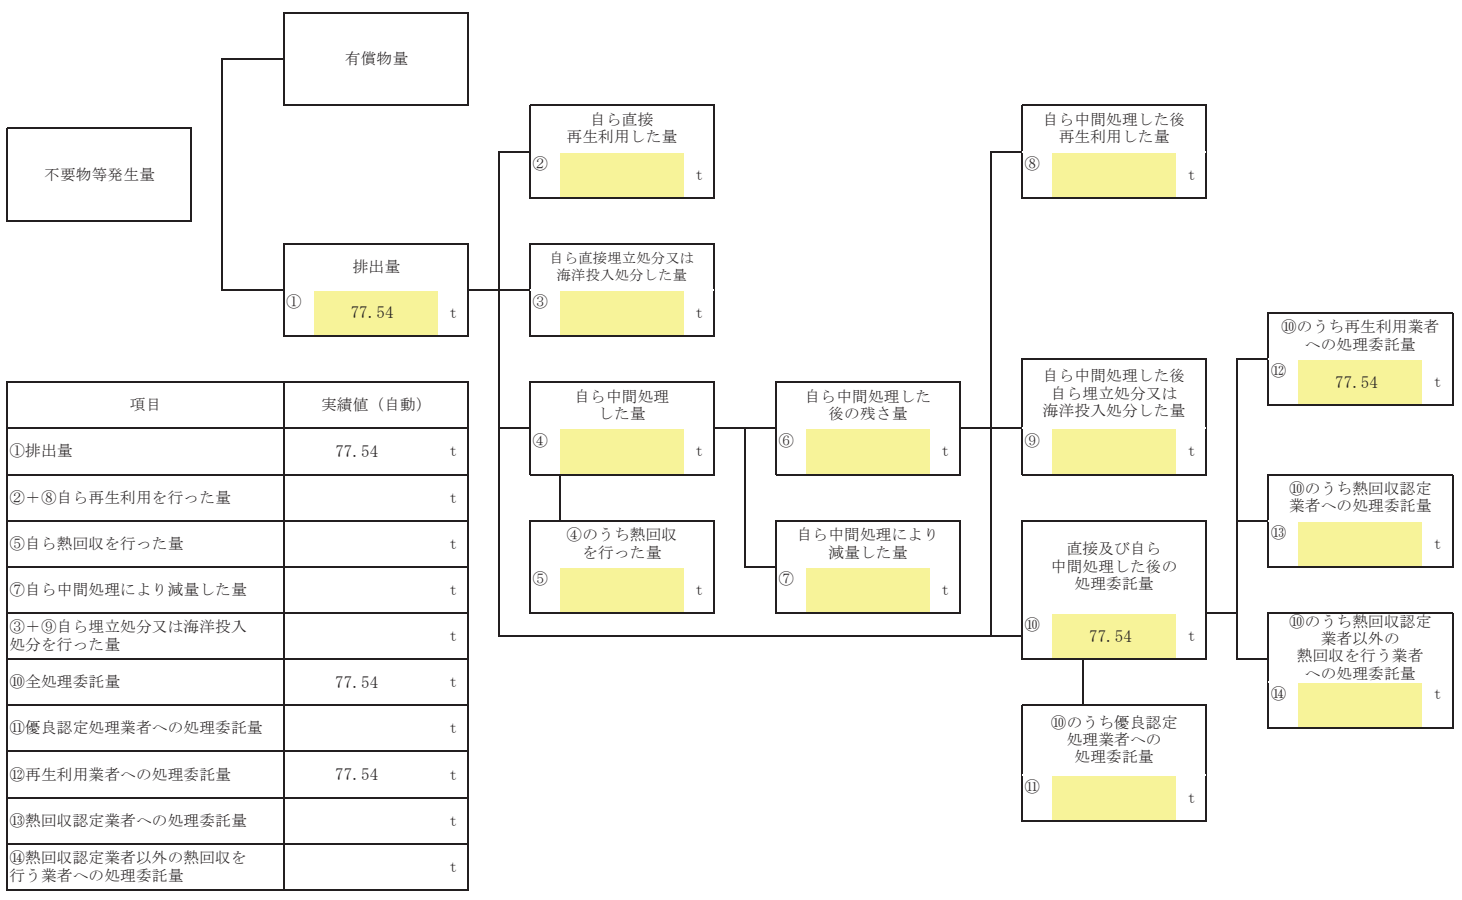 有償物量
不要物等発生量
排出量
①
77.54
t
自ら直接
再生利用した量
②
t
自ら直接埋立処分又は
海洋投入処分した量
③
t
自ら中間処理
した量
④
t
④のうち熱回収
を行った量
⑤
t
自ら中間処理した
後の残さ量
⑥
t
自ら中間処理により
減量した量
⑦
t
自ら中間処理した後
再生利用した量
⑧
t
自ら中間処理した後
自ら埋立処分又は
海洋投入処分した量
⑨
t
直接及び自ら
中間処理した後の
処理委託量
⑩
77.54
t
⑩のうち優良認定
処理業者への
処理委託量
⑪
t
⑩のうち再生利用業者
への処理委託量
⑫
77.54
t
⑩のうち熱回収認定
業者への処理委託量
⑬
t
⑩のうち熱回収認定
業者以外の
熱回収を行う業者
への処理委託量
⑭
t
項目 実績値（自動）
①排出量 77.54 t
②＋⑧自ら再生利用を行った量 t
⑤自ら熱回収を行った量 t
⑦自ら中間処理により減量した量 t
③＋⑨自ら埋立処分又は海洋投入
処分を行った量 t
⑩全処理委託量 77.54 t
⑪優良認定処理業者への処理委託量 t
⑫再生利用業者への処理委託量 77.54 t
⑬熱回収認定業者への処理委託量 t
⑭熱回収認定業者以外の熱回収を
行う業者への処理委託量 t